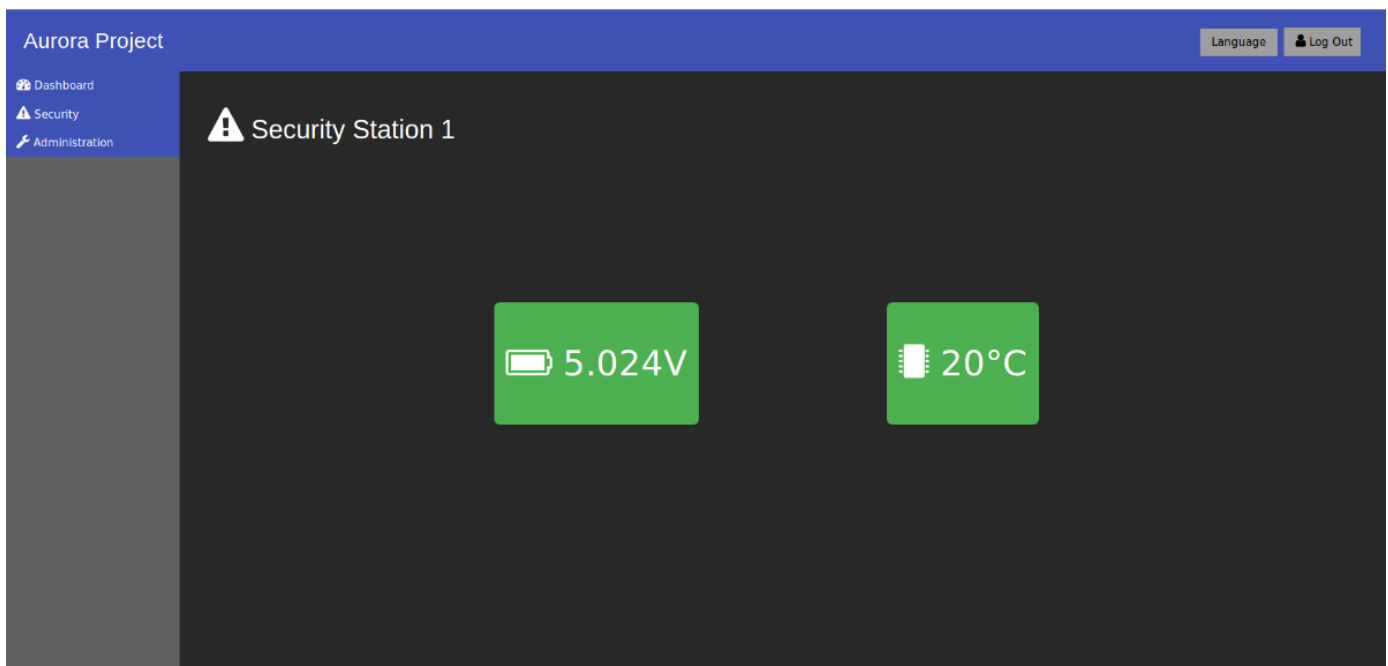 Aurora Project
Language
Log Out
Dashboard
Security
Administration
Security Station 1
5.024V
20°C